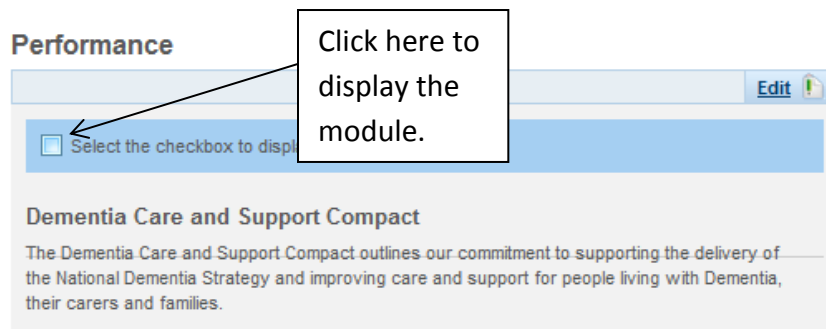 Performance
Click here to
display the
module.
Edit
Select the checkbox to
Dementia Care and Support Compact
The Dementia Care and Support Compact outlines our commitment to supporting the delivery of
the National Dementia Strategy and improving care and support for people living with Dementia,
their carers and families.